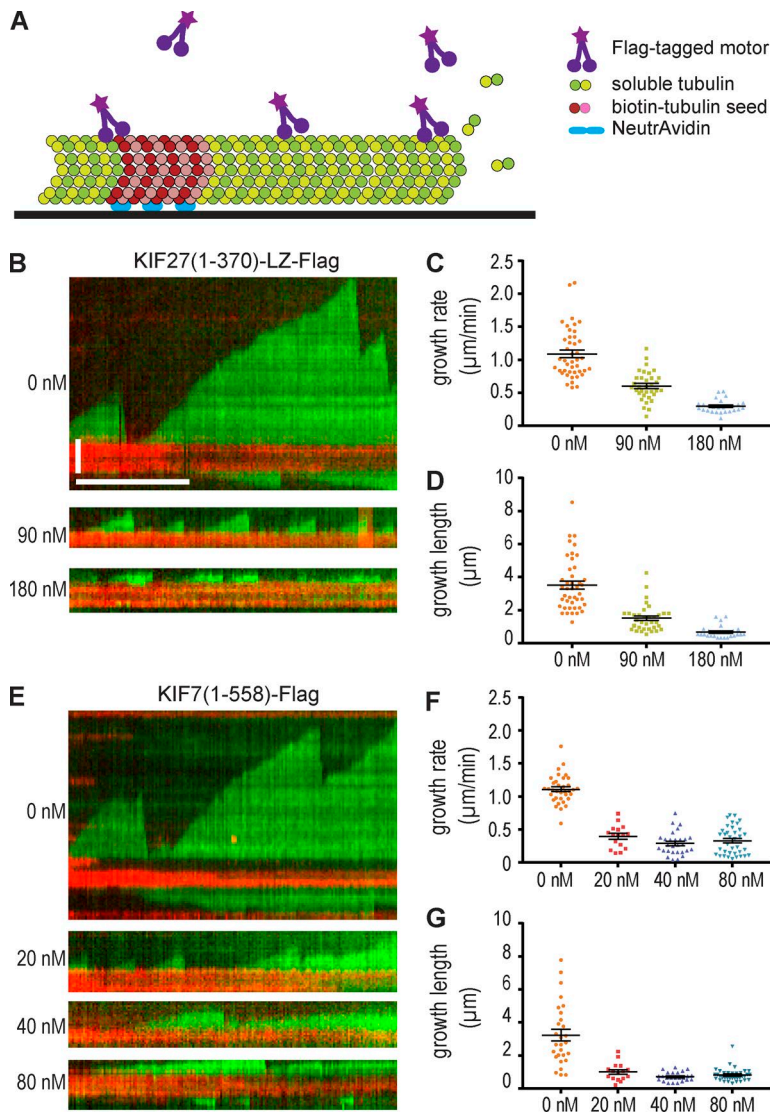 A
Flag-tagged motor
soluble tubulin
biotin-tubulin seed
NeutrAvidin
B
KIF27(1-370)-LZ-Flag
0 nM
90 nM
180 nM
C
growth rate
(µm/min)
2.5
2.0
1.5
1.0
0.5
0
0 nM 90 nM 180 nM
D
growth length
(µm)
10
8
6
4
2
0
0 nM 90 nM 180 nM
E
KIF7(1-558)-Flag
0 nM
20 nM
40 nM
80 nM
F
growth rate
(µm/min)
2.5
2.0
1.5
1.0
0.5
0
0 nM 20 nM 40 nM 80 nM
G
growth length
(µm)
10
8
6
4
2
0
0 nM 20 nM 40 nM 80 nM